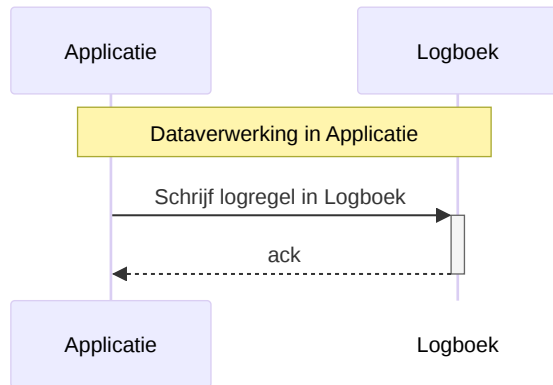 Applicatie
Logboek
Dataverwerking in Applicatie
Schrijf logregel in Logboek
ack
Applicatie
Logboek